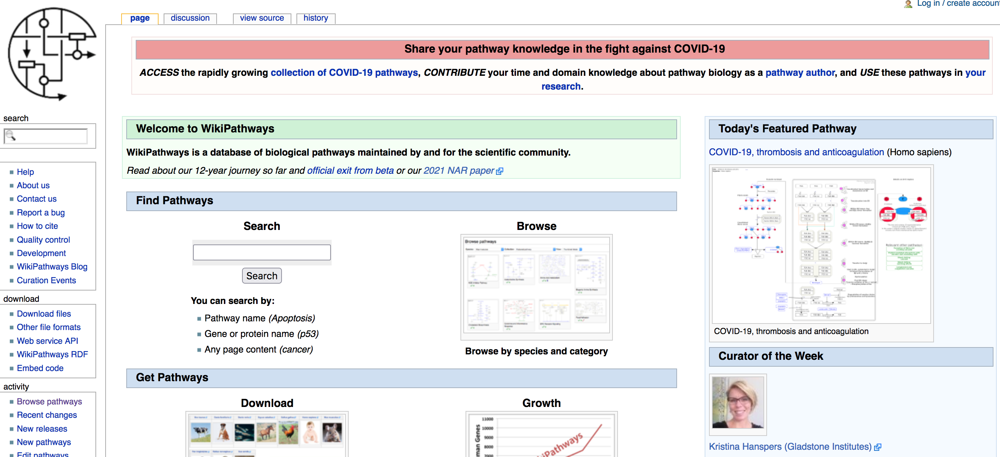 Log in / create account
page
discussion
view source
history
Share your pathway knowledge in the fight against COVID-19
ACCESS the rapidly growing collection of COVID-19 pathways, CONTRIBUTE your time and domain knowledge about pathway biology as a pathway author, and USE these pathways in your
research.
search
Help
About us
Contact us
Report a bug
How to cite
Quality control
Development
WikiPathways Blog
Curation Events
download
Download files
Other file formats
Web service API
WikiPathways RDF
Embed code
activity
Browse pathways
Recent changes
New releases
New pathways
Edit pathways
Welcome to WikiPathways
WikiPathways is a database of biological pathways maintained by and for the scientific community.
Read about our 12-year journey so far and official exit from beta or our 2021 NAR paper
Find Pathways
Search
Search
You can search by:
Pathway name (Apoptosis)
Gene or protein name (p53)
Any page content (cancer)
Browse
Browse pathways
Browse by species and category
Get Pathways
Download
Growth
11000
10000
9000
8000
7000
man Genes
kiPathways
Today's Featured Pathway
COVID-19, thrombosis and anticoagulation (Homo sapiens)
Relevant other pathways:
COVID-19, thrombosis and anticoagulation
Curator of the Week
Kristina Hanspers (Gladstone Institutes)